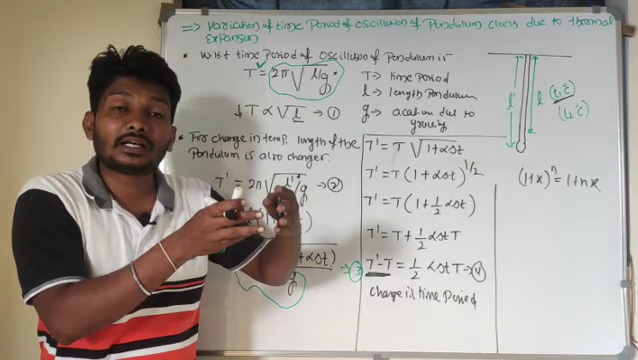 => Variation of time Period of oscillation of Pendulum clocks due to thermal
Expansion
• W.K.t time Period of Oscillation of Pendulum is
T = 2π√l/g
T → time Period
l → length Pendulum
g → acc due to
gravity
↓T ∝ √l → ①
• For change in temp. length of the
Pendulum is also changes.
T' = 2π√l'/g → ②
+ αΔt)
g
→ ③
T' = T√1+αΔt
T' = T(1+αΔt)^1/2
T' = T(1+1/2 αΔt)
T' = T+1/2 αΔt T
T'-T = 1/2 αΔt T → ④
change in time Period
l'
l
(t₁°c)
(t₂°c)
(1+x)^n = 1+nx